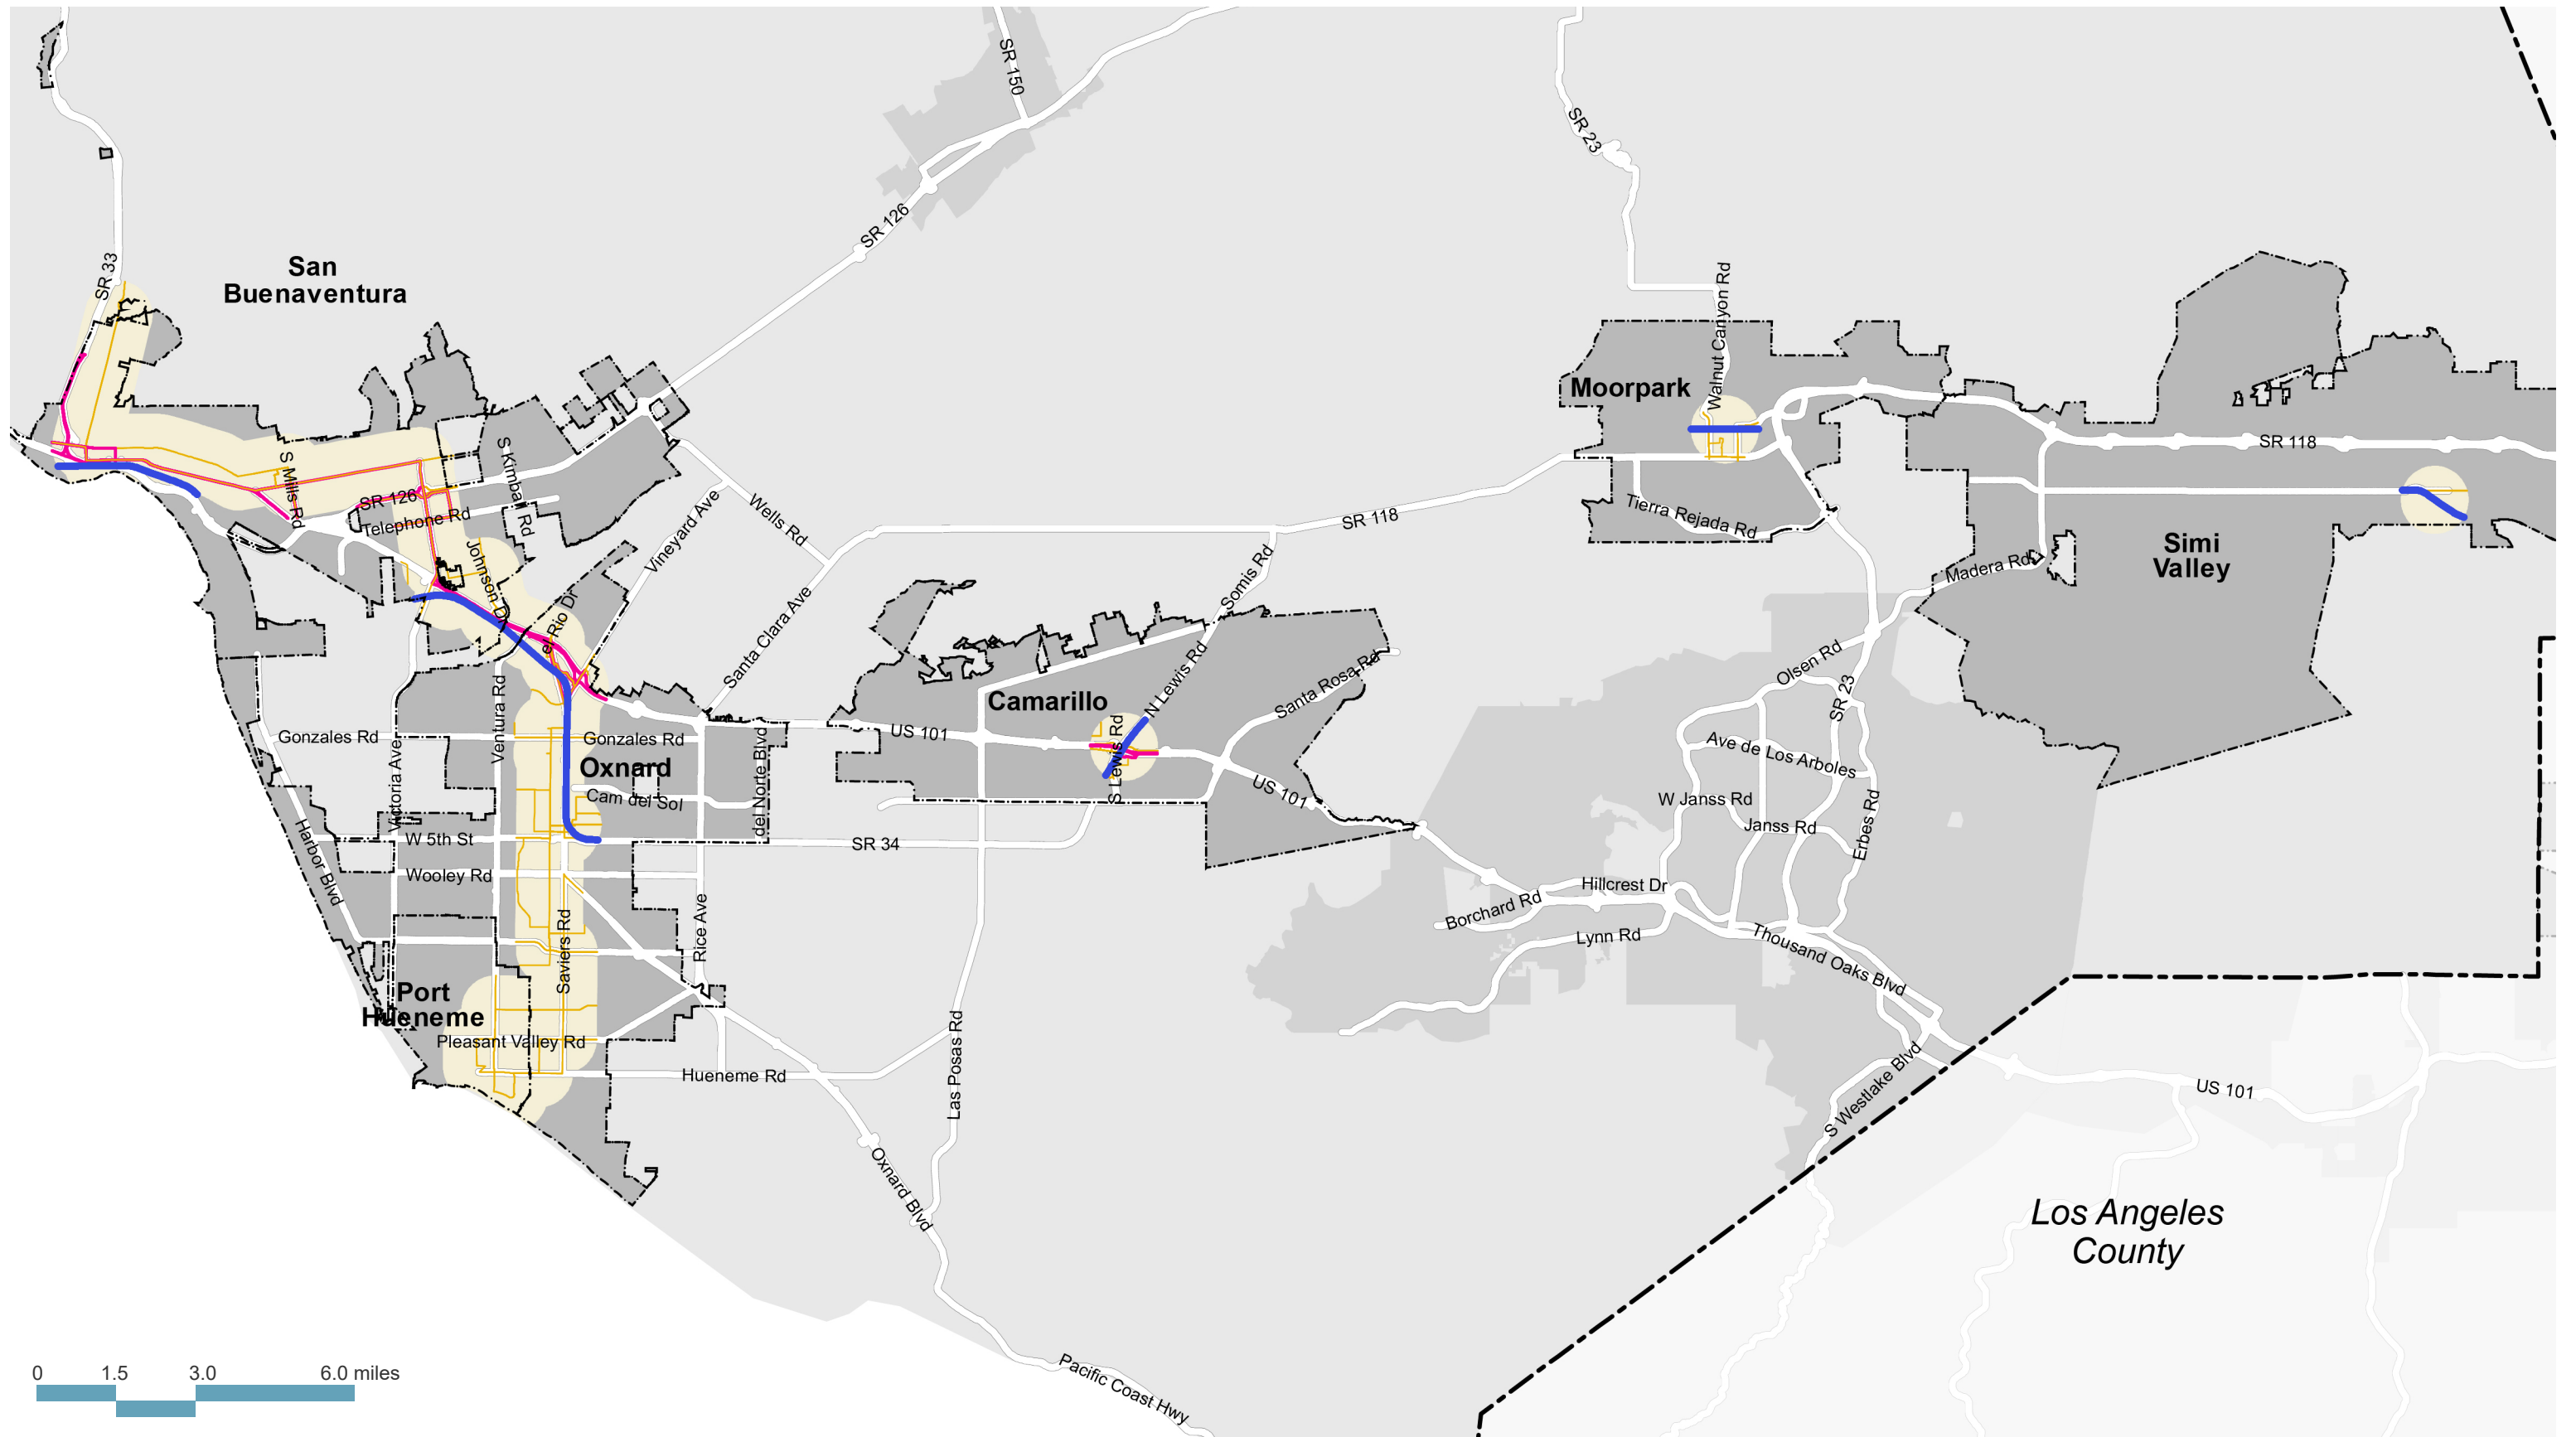 SR 150
SR 23
SR 126
SR 33
San
Buenaventura
Walnut Canyon Rd
Moorpark
S Mills Rd
S Kimball Rd
SR 126
Telephone Rd
Johnson Dr
Vineyard Ave
Wells Rd
SR 118
SR 118
Tierra Rejada Rd
Simi
Valley
Madera Rd
Somis Rd
el Rio Dr
Santa Clara Ave
N Lewis Rd
Santa Rosa Rd
Olsen Rd
SR 23
Camarillo
S Lewis Rd
US 101
US 101
Gonzales Rd
Gonzales Rd
Ventura Rd
Victoria Ave
Oxnard
Cam del Sol
del Norte Blvd
Ave de Los Arboles
W Janss Rd
Janss Rd
Erbes Rd
Harbor Blvd
W 5th St
SR 34
Wooley Rd
Hillcrest Dr
Borchard Rd
Lynn Rd
Thousand Oaks Blvd
Saviers Rd
Rice Ave
Port
Hueneme
Pleasant Valley Rd
Hueneme Rd
Las Posas Rd
S Westlake Blvd
US 101
Oxnard Blvd
Los Angeles
County
Pacific Coast Hwy
0 1.5 3.0 6.0 miles